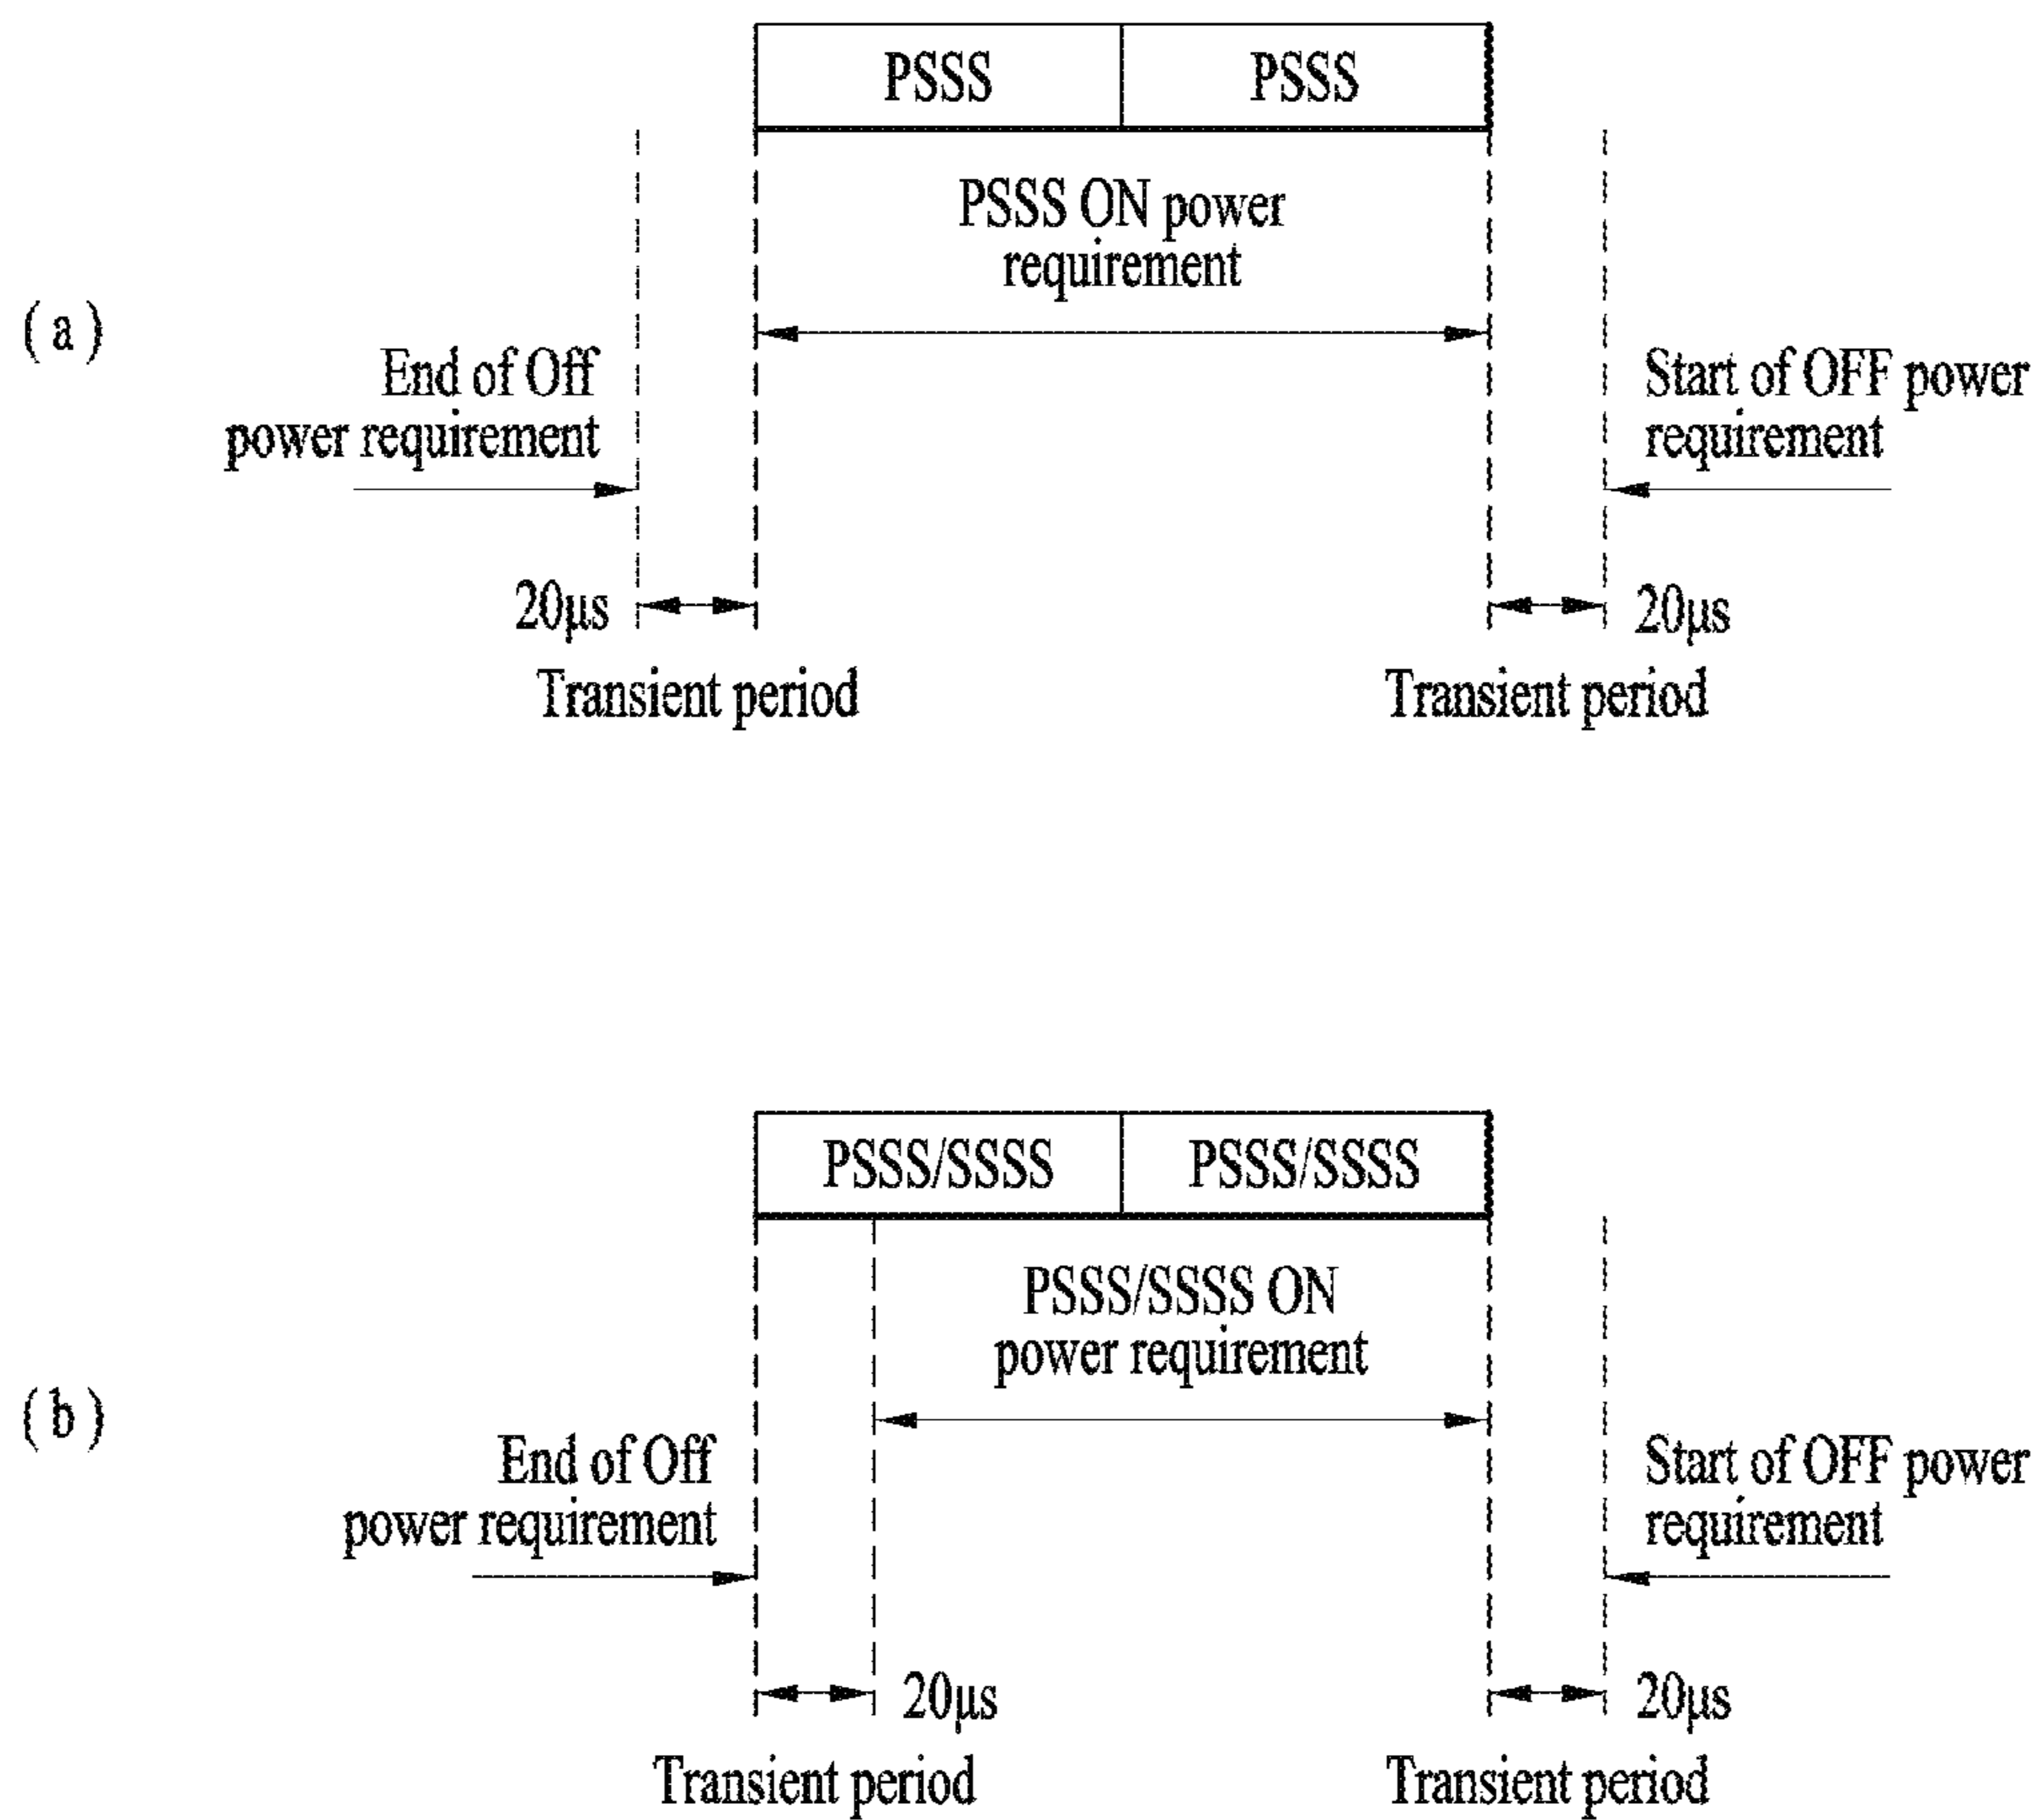 PSSS PSSS
PSSS ON power
requirement
( a )
End of Off
power requirement
Start of OFF power
requirement
20μs
20μs
Transient period
Transient period
PSSS/SSSS PSSS/SSSS
PSSS/SSSS ON
power requirement
( b )
End of Off
power requirement
Start of OFF power
requirement
20μs
20μs
Transient period
Transient period